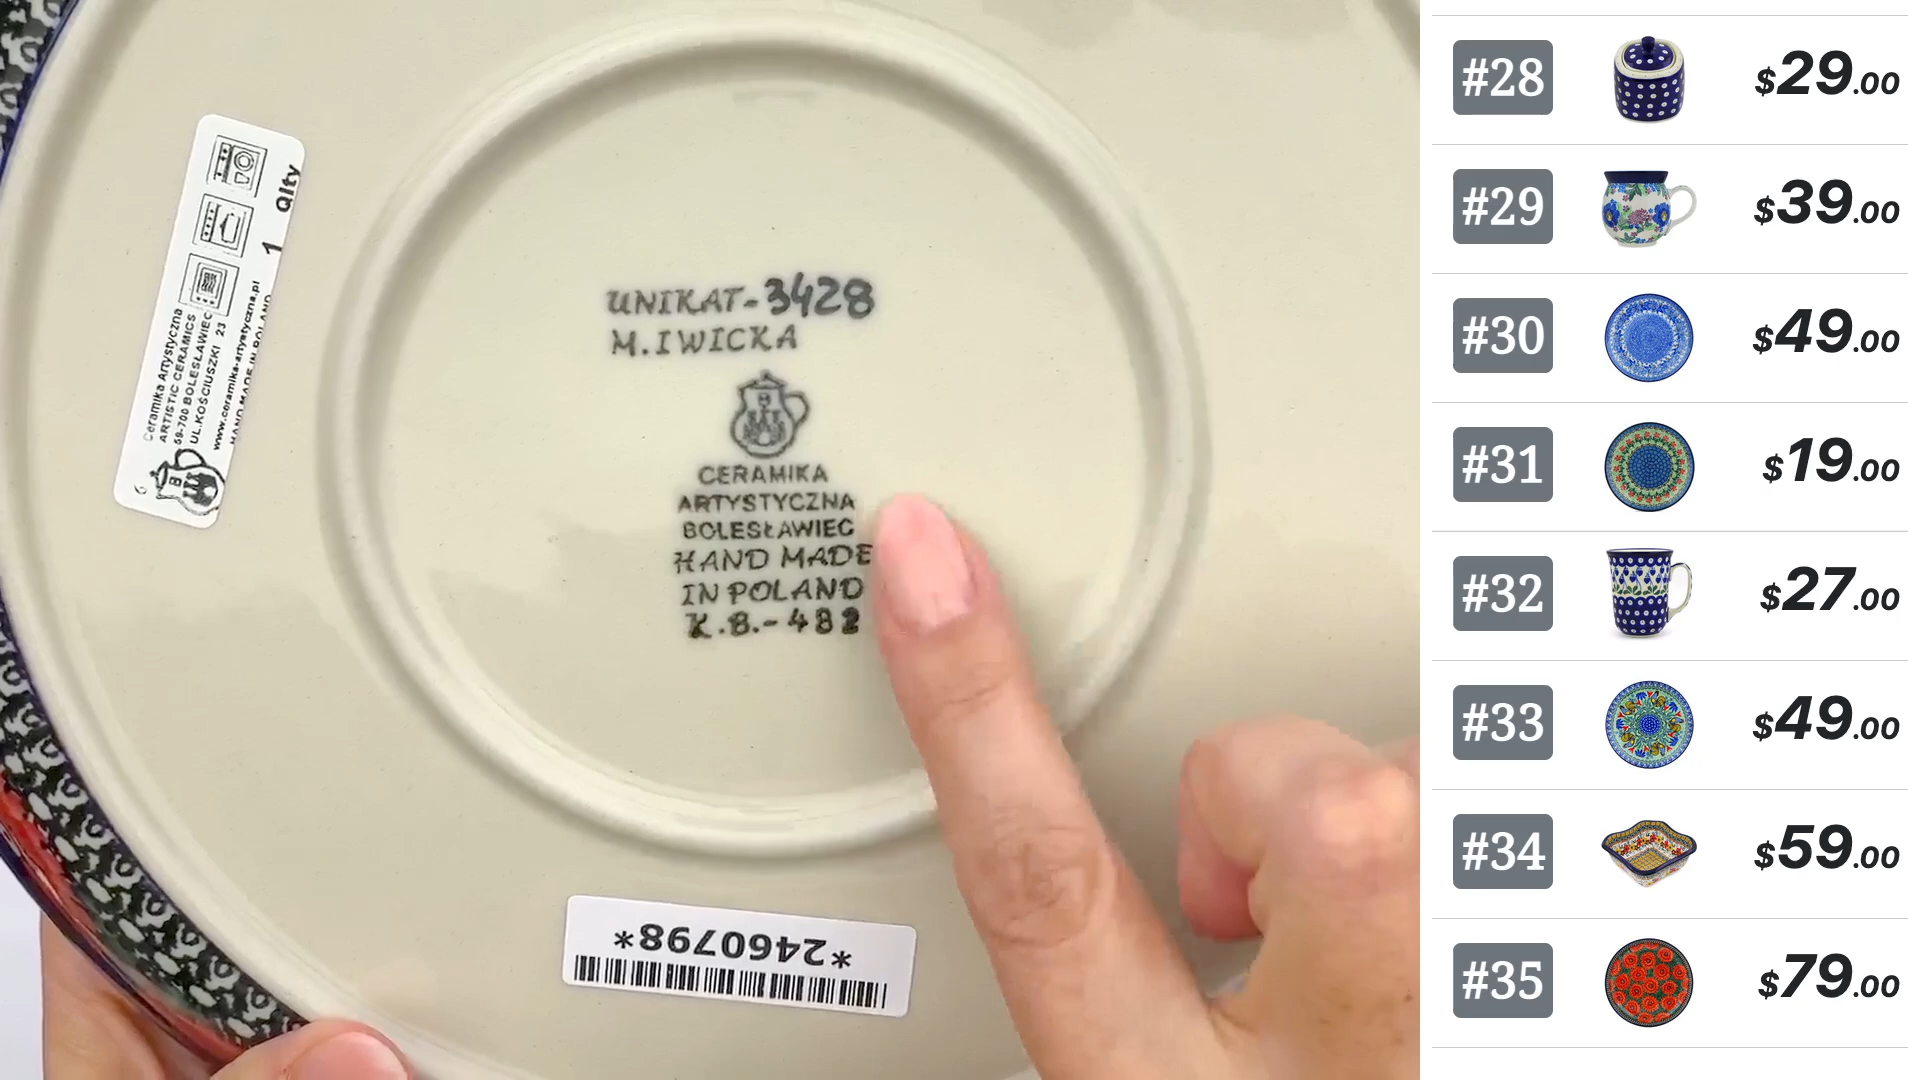 UNIKAT-3428
M.IWICKA
CERAMIKA
ARTYSTYCZNA
BOLESŁAWIEC
HAND MADE
IN POLAND
K.B.-482
1 Qlty
Ceramika Artystyczna
ARTISTIC CERAMICS
59-700 BOLESŁAWIEC
UL.KOŚCIUSZKI 23
www.ceramika-artystyczna.pl
HAND MADE IN POLAND
*2460798*
#28 $29.00
#29 $39.00
#30 $49.00
#31 $19.00
#32 $27.00
#33 $49.00
#34 $59.00
#35 $79.00